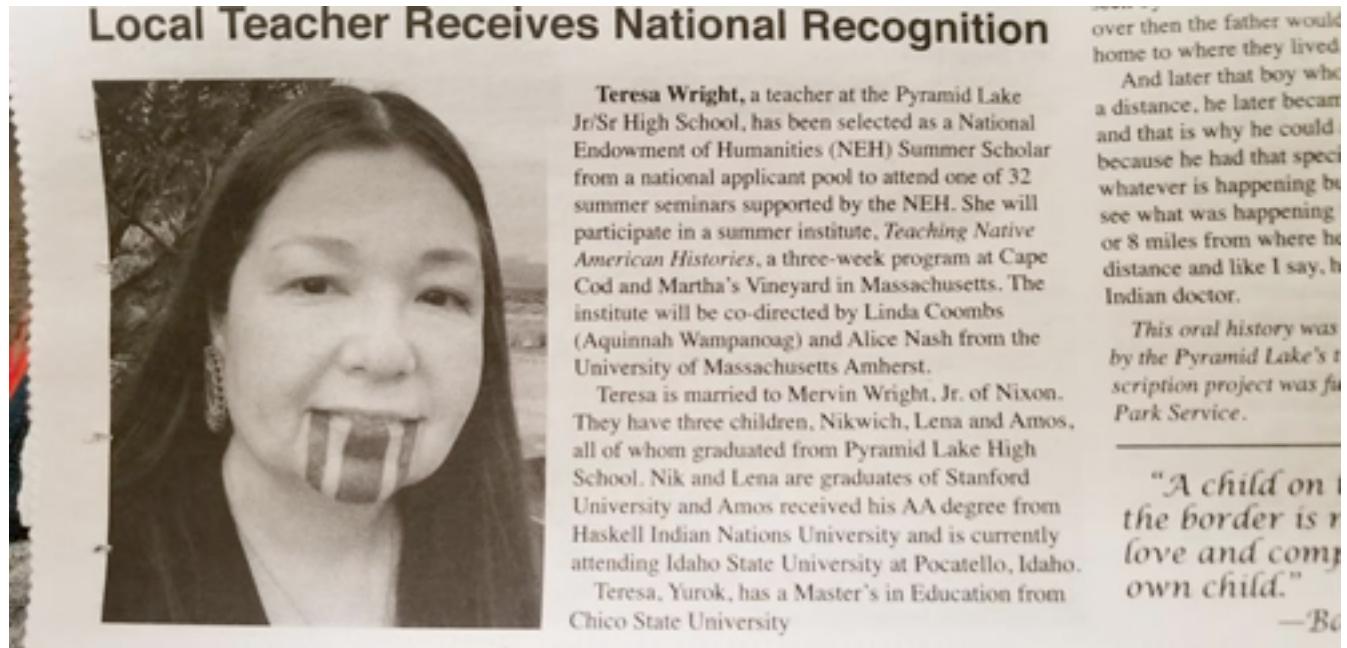 Local Teacher Receives National Recognition
Teresa Wright, a teacher at the Pyramid Lake
Jr/Sr High School, has been selected as a National
Endowment of Humanities (NEH) Summer Scholar
from a national applicant pool to attend one of 32
summer seminars supported by the NEH. She will
participate in a summer institute, Teaching Native
American Histories, a three-week program at Cape
Cod and Martha's Vineyard in Massachusetts. The
institute will be co-directed by Linda Coombs
(Aquinnah Wampanoag) and Alice Nash from the
University of Massachusetts Amherst.
Teresa is married to Mervin Wright, Jr. of Nixon.
They have three children, Nikwich, Lena and Amos,
all of whom graduated from Pyramid Lake High
School. Nik and Lena are graduates of Stanford
University and Amos received his AA degree from
Haskell Indian Nations University and is currently
attending Idaho State University at Pocatello, Idaho.
Teresa, Yurok, has a Master's in Education from
Chico State University
over then the father would
home to where they lived
And later that boy who
a distance, he later becam
and that is why he could
because he had that speci
whatever is happening bu
see what was happening
or 8 miles from where he
distance and like I say, h
Indian doctor.
This oral history was
by the Pyramid Lake's t
scription project was fu
Park Service.
"A child on t
the border is n
love and comp
own child."
—Ba